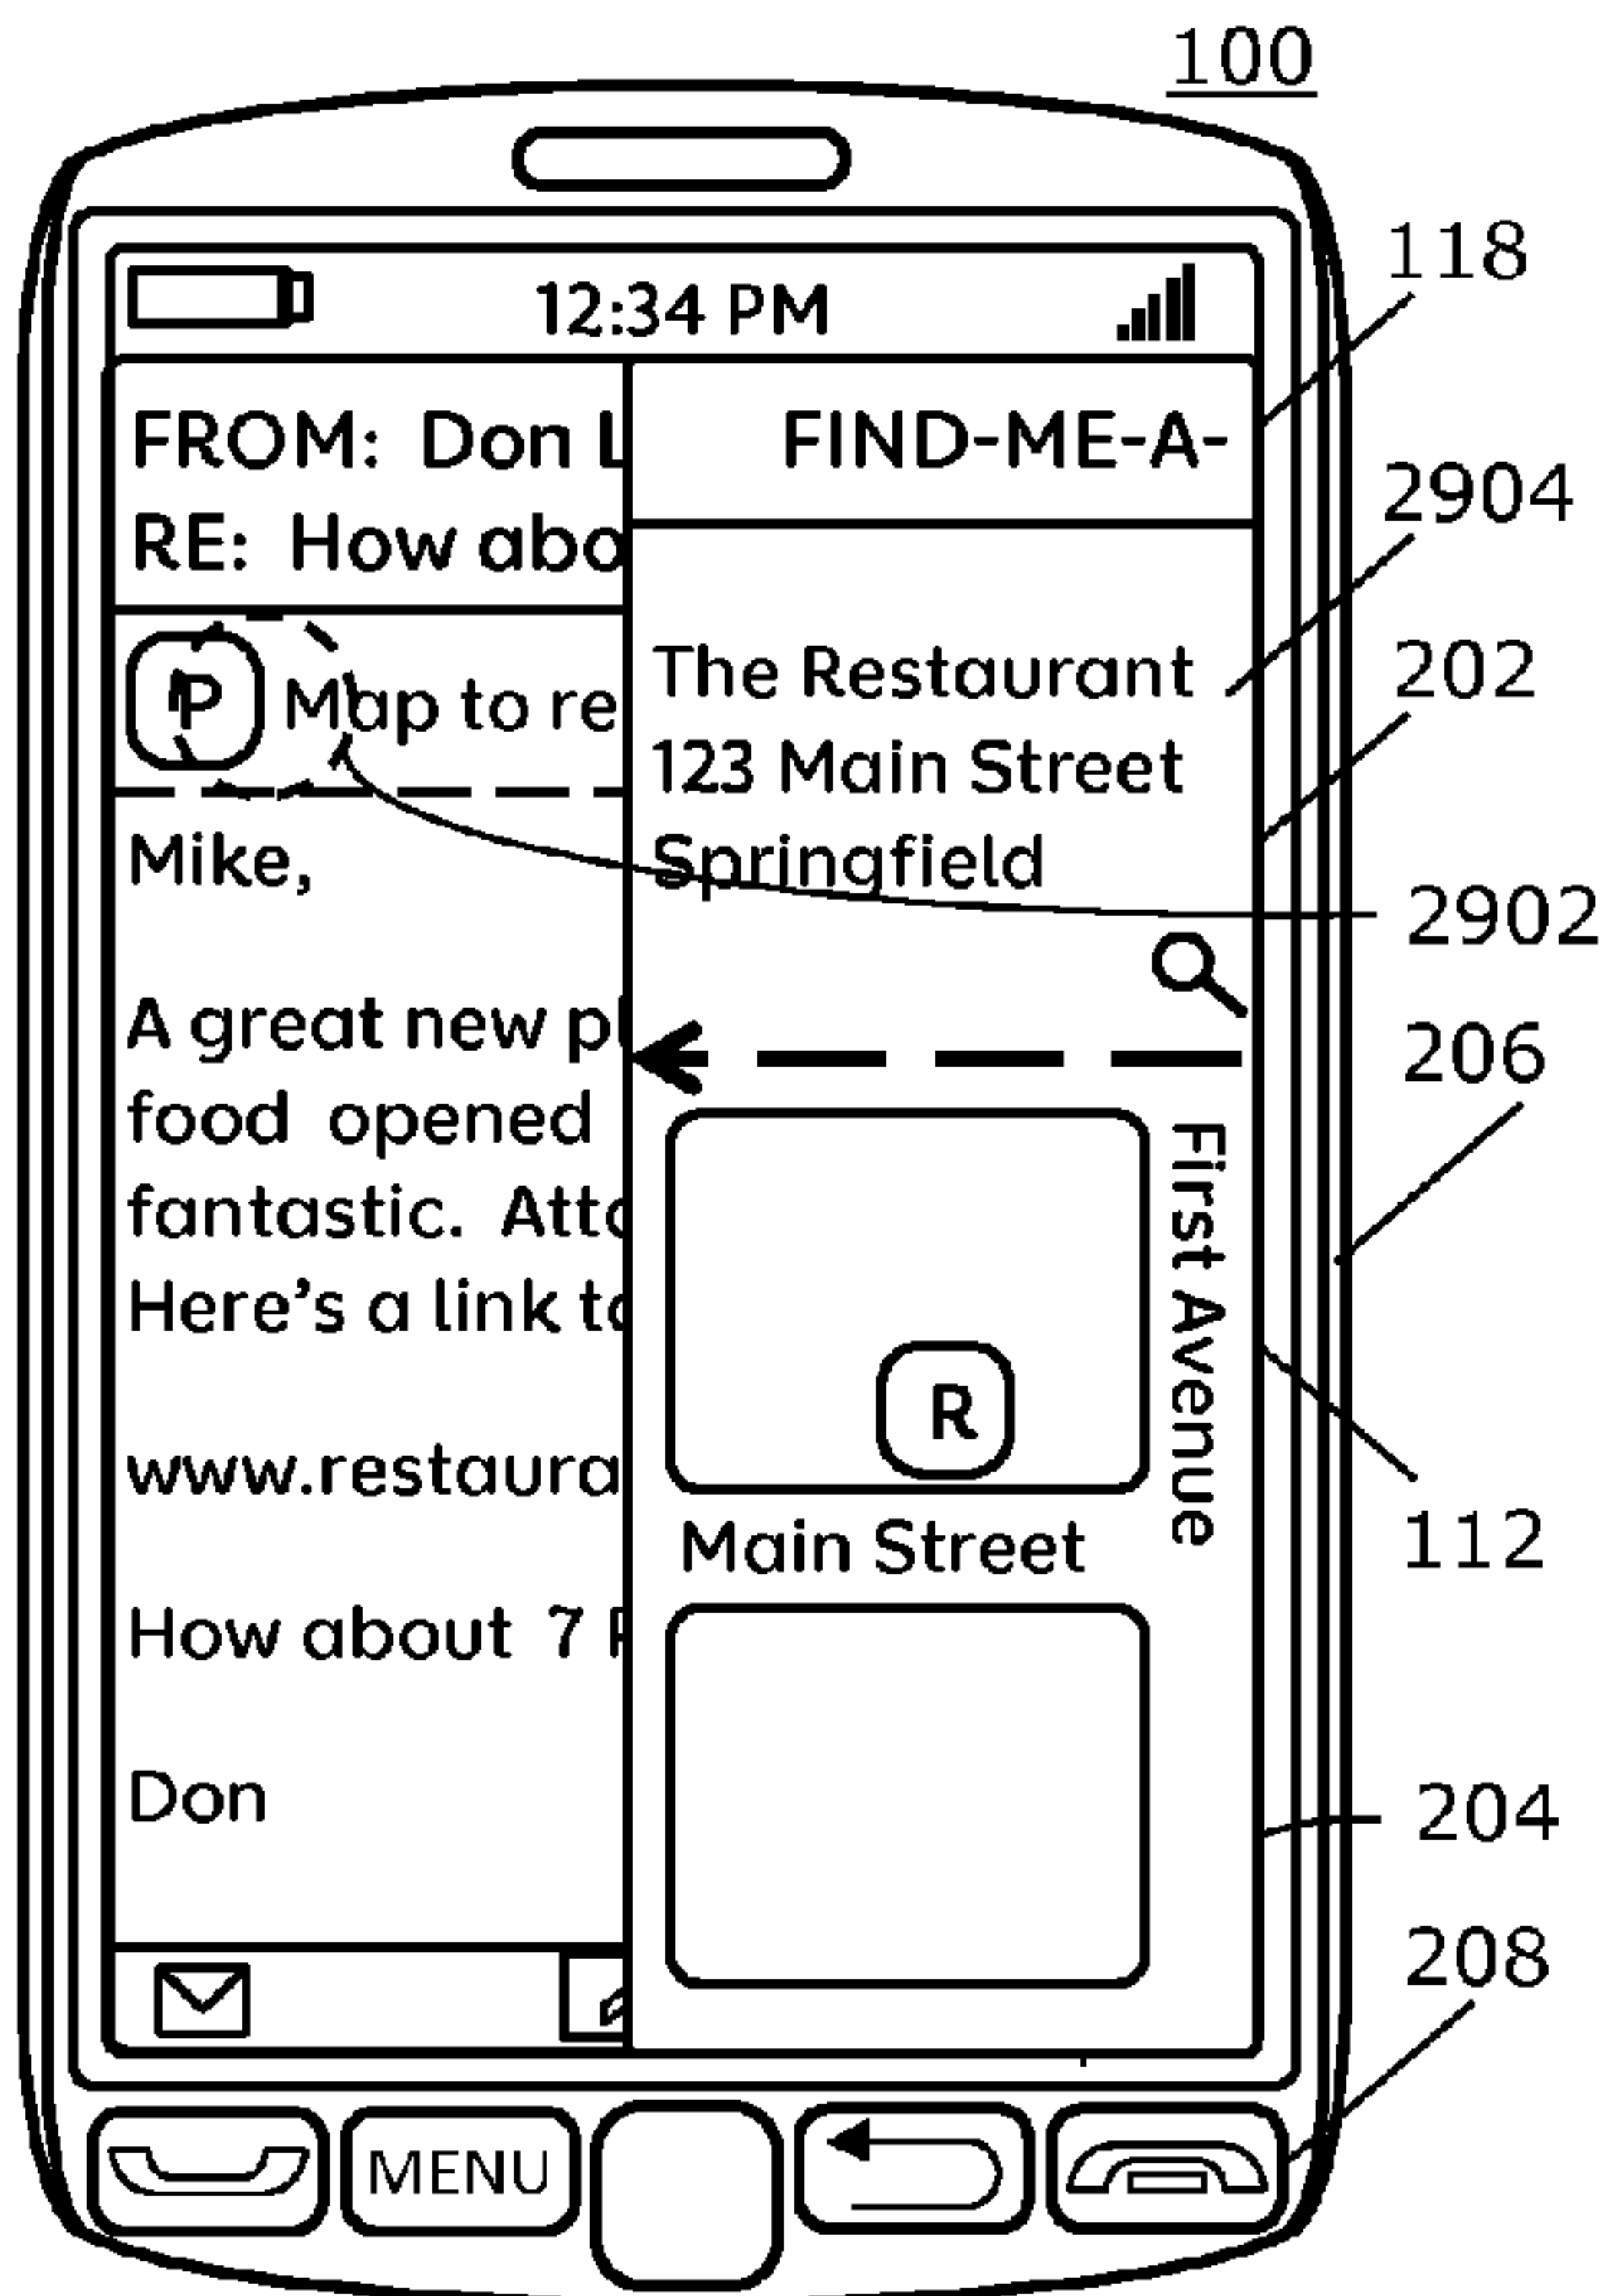 100
12:34 PM
118
FROM: Don L
RE: How abo
FIND-ME-A-
2904
P Map to re
The Restaurant
123 Main Street
Springfield
202
2902
Mike,
A great new pl
food opened
fantastic. Atta
Here's a link to
www.restaura
How about 7 P
Don
206
First Avenue
R
Main Street
112
204
208
MENU